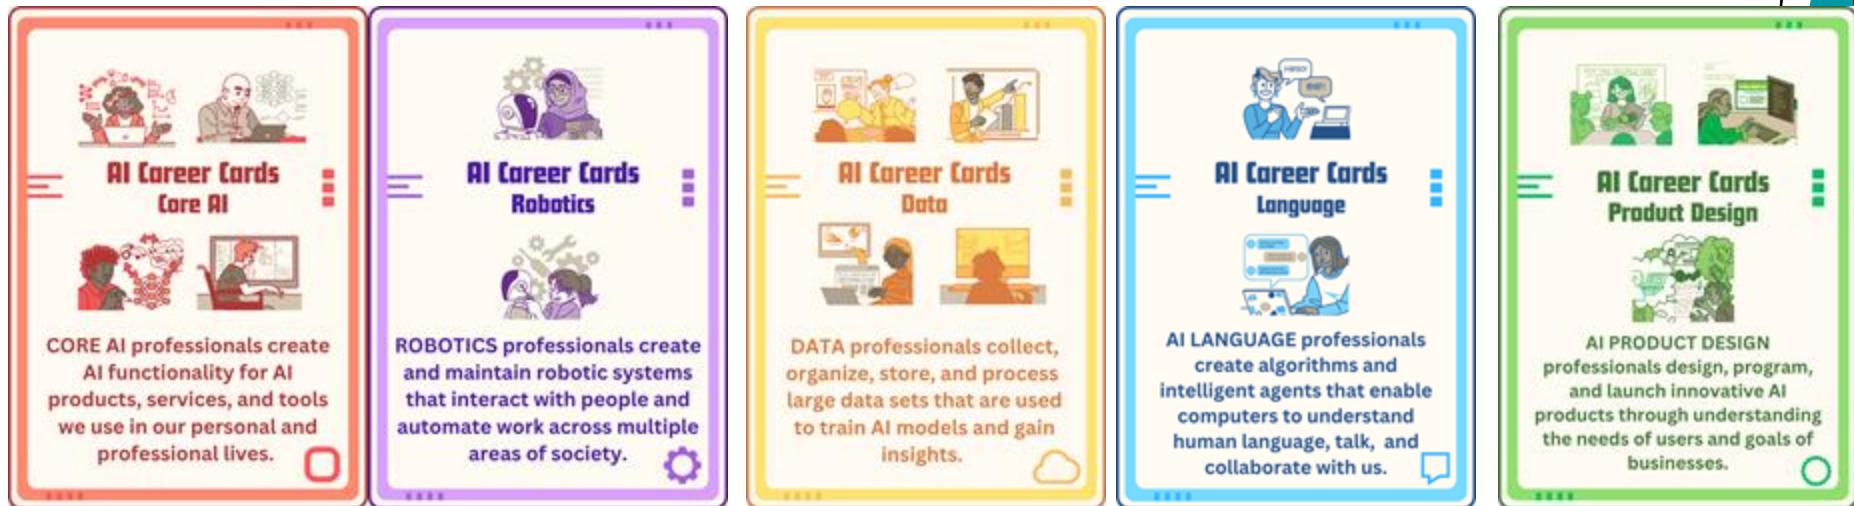 AI Career Cards
Core AI
CORE AI professionals create
AI functionality for AI
products, services, and tools
we use in our personal and
professional lives.
AI Career Cards
Robotics
ROBOTICS professionals create
and maintain robotic systems
that interact with people and
automate work across multiple
areas of society.
AI Career Cards
Data
DATA professionals collect,
organize, store, and process
large data sets that are used
to train AI models and gain
insights.
AI Career Cards
Language
AI LANGUAGE professionals
create algorithms and
intelligent agents that enable
computers to understand
human language, talk, and
collaborate with us.
AI Career Cards
Product Design
AI PRODUCT DESIGN
professionals design, program,
and launch innovative AI
products through understanding
the needs of users and goals of
businesses.